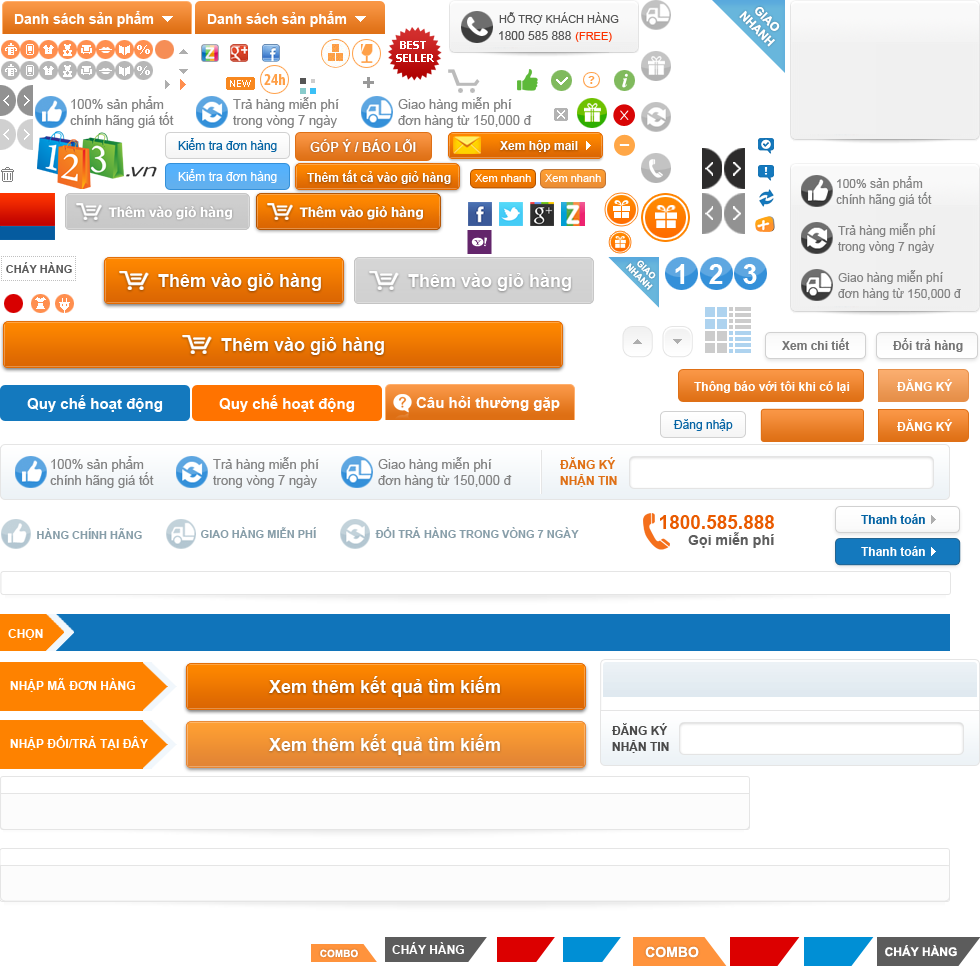 Danh sách sản phẩm
Danh sách sản phẩm
HỖ TRỢ KHÁCH HÀNG
1800 585 888 (FREE)
GIAO
NHANH
BEST
SELLER
NEW
24h
100% sản phẩm
chính hãng giá tốt
Trả hàng miễn phí
trong vòng 7 ngày
Giao hàng miễn phí
đơn hàng từ 150,000 đ
123.vn
Kiểm tra đơn hàng
GÓP Ý / BÁO LỖI
Xem hộp mail
Kiểm tra đơn hàng
Thêm tất cả vào giỏ hàng
Xem nhanh
Xem nhanh
100% sản phẩm
chính hãng giá tốt
Trả hàng miễn phí
trong vòng 7 ngày
Giao hàng miễn phí
đơn hàng từ 150,000 đ
Thêm vào giỏ hàng
Thêm vào giỏ hàng
CHÁY HÀNG
Thêm vào giỏ hàng
Thêm vào giỏ hàng
GIAO
NHANH
1 2 3
Thêm vào giỏ hàng
Xem chi tiết
Đổi trả hàng
Thông báo với tôi khi có lại
ĐĂNG KÝ
Quy chế hoạt động
Quy chế hoạt động
Câu hỏi thường gặp
Đăng nhập
ĐĂNG KÝ
100% sản phẩm
chính hãng giá tốt
Trả hàng miễn phí
trong vòng 7 ngày
Giao hàng miễn phí
đơn hàng từ 150,000 đ
ĐĂNG KÝ
NHẬN TIN
HÀNG CHÍNH HÃNG
GIAO HÀNG MIỄN PHÍ
ĐỔI TRẢ HÀNG TRONG VÒNG 7 NGÀY
1800.585.888
Gọi miễn phí
Thanh toán
Thanh toán
CHỌN
NHẬP MÃ ĐƠN HÀNG
Xem thêm kết quả tìm kiếm
NHẬP ĐỔI/TRẢ TẠI ĐÂY
Xem thêm kết quả tìm kiếm
ĐĂNG KÝ
NHẬN TIN
COMBO
CHÁY HÀNG
COMBO
CHÁY HÀNG